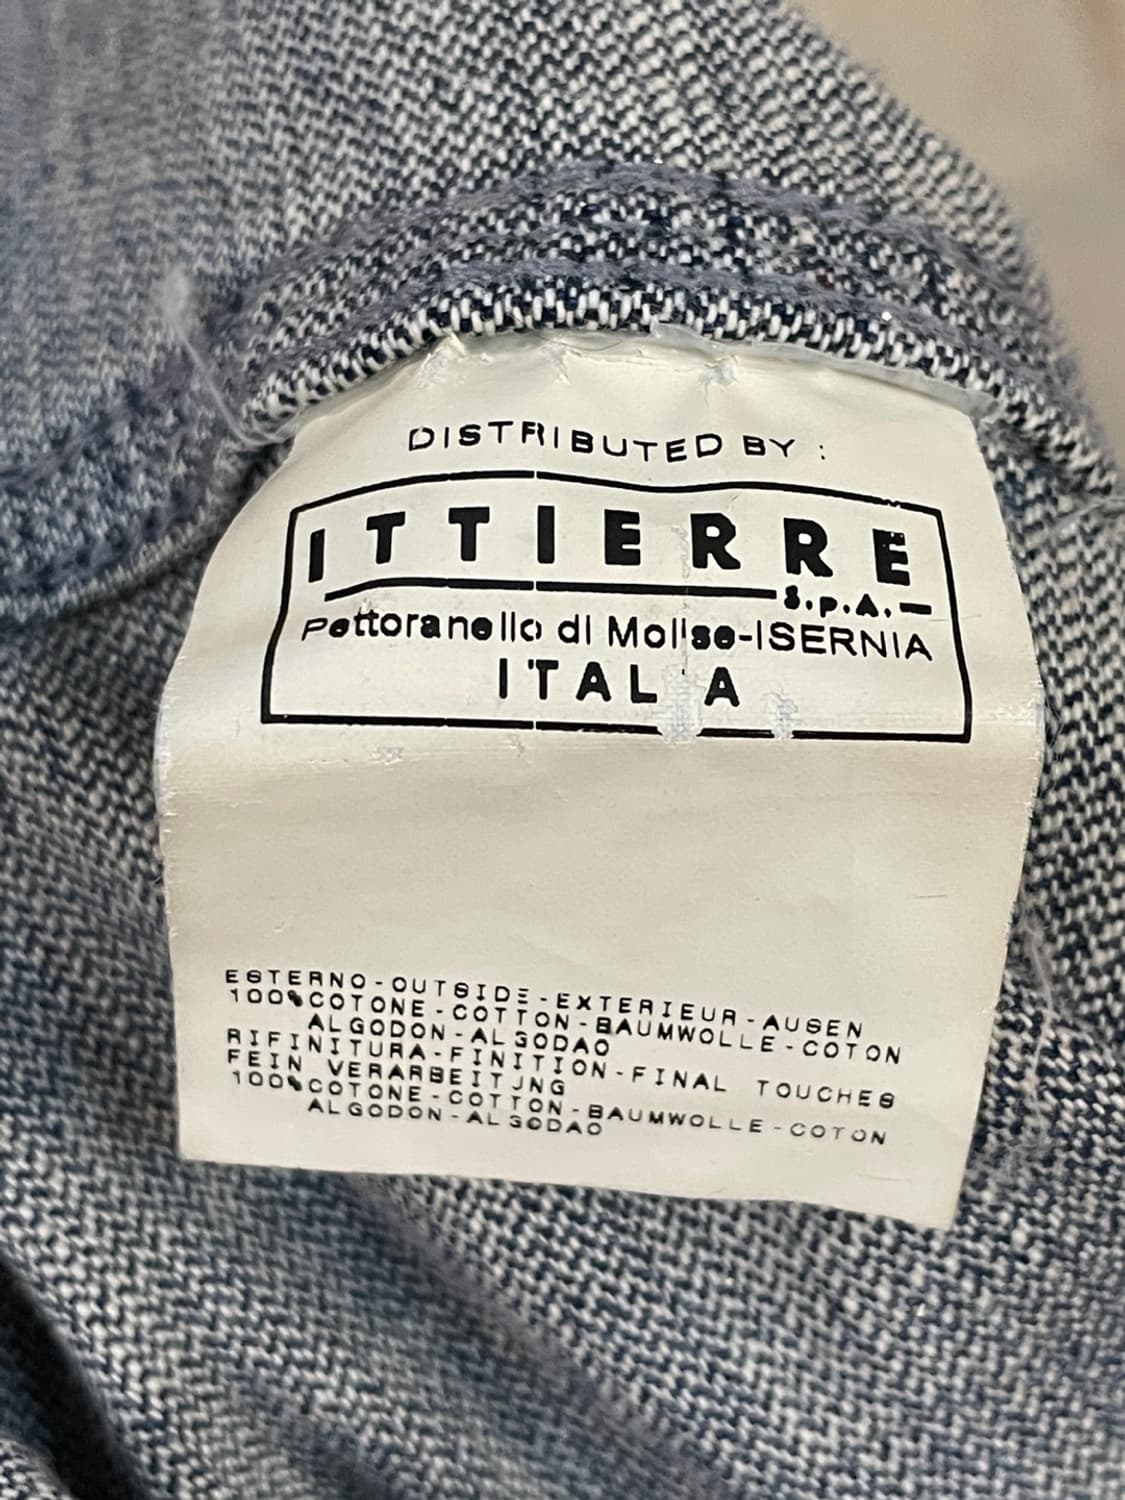 DISTRIBUTED BY :
ITTIERRE
S.p.A.
Pettoranello di Molise-ISERNIA
ITALIA
ESTERNO-OUTSIDE-EXTERIEUR-AUSEN
100%COTONE-COTTON-BAUMWOLLE-COTON
ALGODON-ALGODAO
RIFINITURA-FINITION-FINAL TOUCHES
FEIN VERARBEITUNG
100%COTONE-COTTON-BAUMWOLLE-COTON
ALGODON-ALGODAO